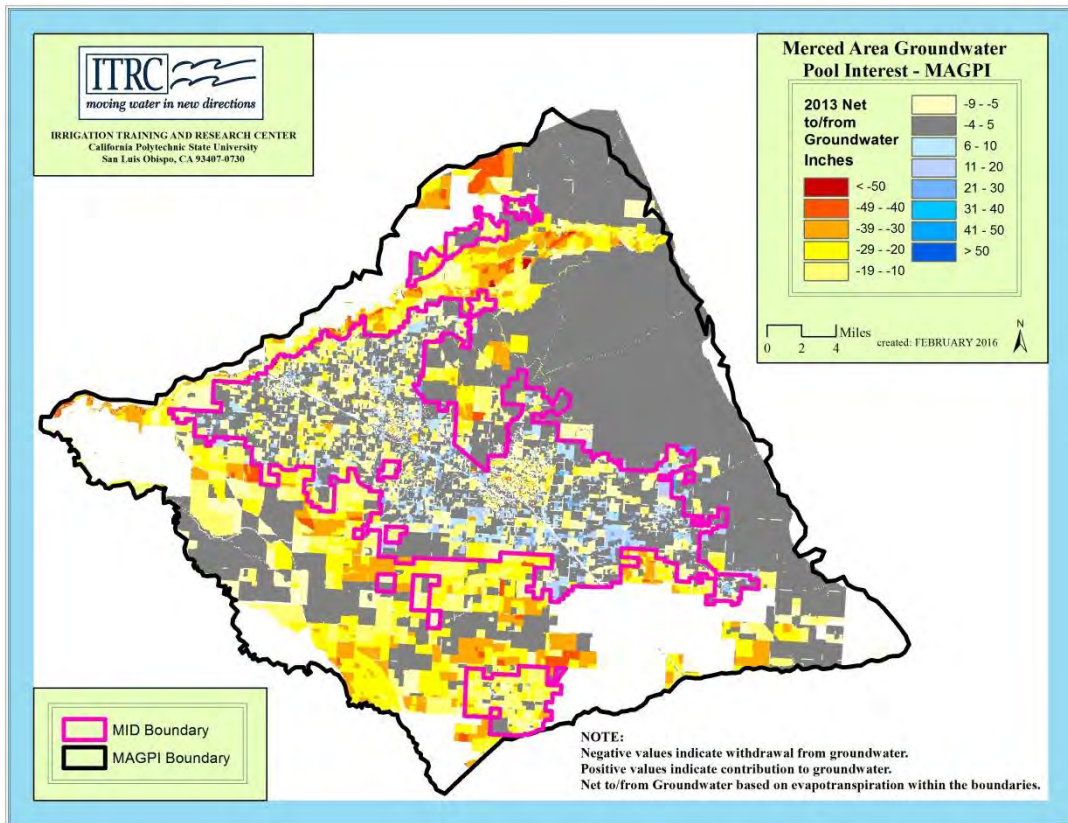 ITRC
moving water in new directions
IRRIGATION TRAINING AND RESEARCH CENTER
California Polytechnic State University
San Luis Obispo, CA 93407-0730
Merced Area Groundwater
Pool Interest - MAGPI
2013 Net
to/from
Groundwater
Inches
< -50
-49 - -40
-39 - -30
-29 - -20
-19 - -10
-9 - -5
-4 - 5
6 - 10
11 - 20
21 - 30
31 - 40
41 - 50
> 50
Miles
0 2 4
created: FEBRUARY 2016
N
MID Boundary
MAGPI Boundary
NOTE:
Negative values indicate withdrawal from groundwater.
Positive values indicate contribution to groundwater.
Net to/from Groundwater based on evapotranspiration within the boundaries.